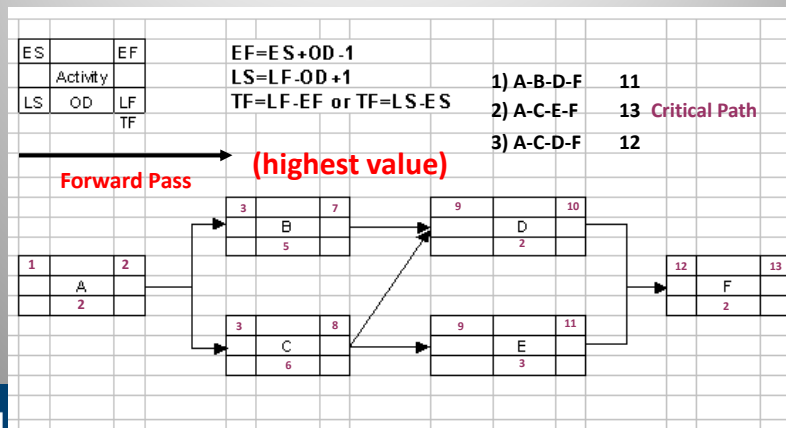 ES EF
Activity
LS OD LF
TF
EF=ES+OD-1
LS=LF-OD+1
TF=LF-EF or TF=LS-ES
1) A-B-D-F 11
2) A-C-E-F 13 Critical Path
3) A-C-D-F 12
Forward Pass
(highest value)
3 7
B
5
9 10
D
2
1 2
A
2
12 13
F
2
3 8
C
6
9 11
E
3